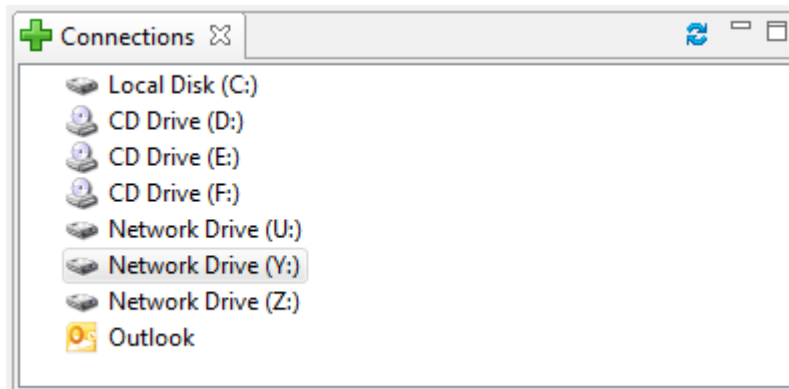 Connections
Local Disk (C:)
CD Drive (D:)
CD Drive (E:)
CD Drive (F:)
Network Drive (U:)
Network Drive (Y:)
Network Drive (Z:)
Outlook